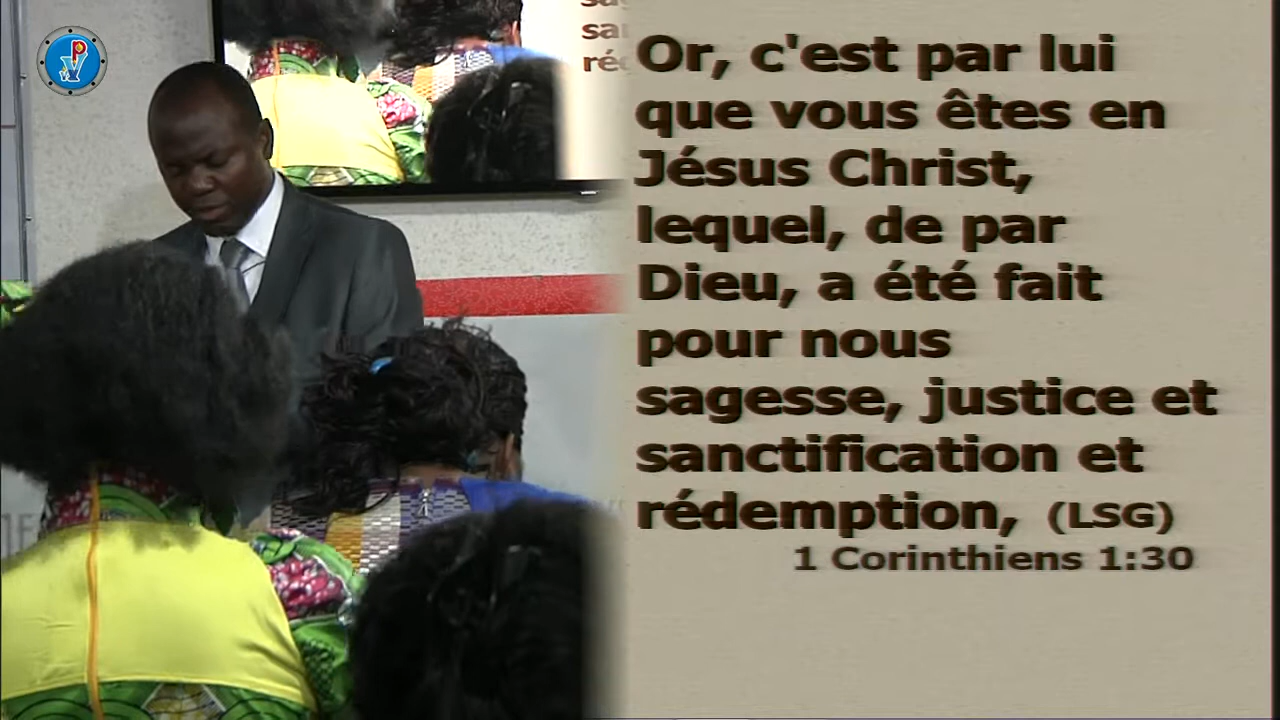 Or, c'est par lui
que vous êtes en
Jésus Christ,
lequel, de par
Dieu, a été fait
pour nous
sagesse, justice et
sanctification et
rédemption, (LSG)
1 Corinthiens 1:30